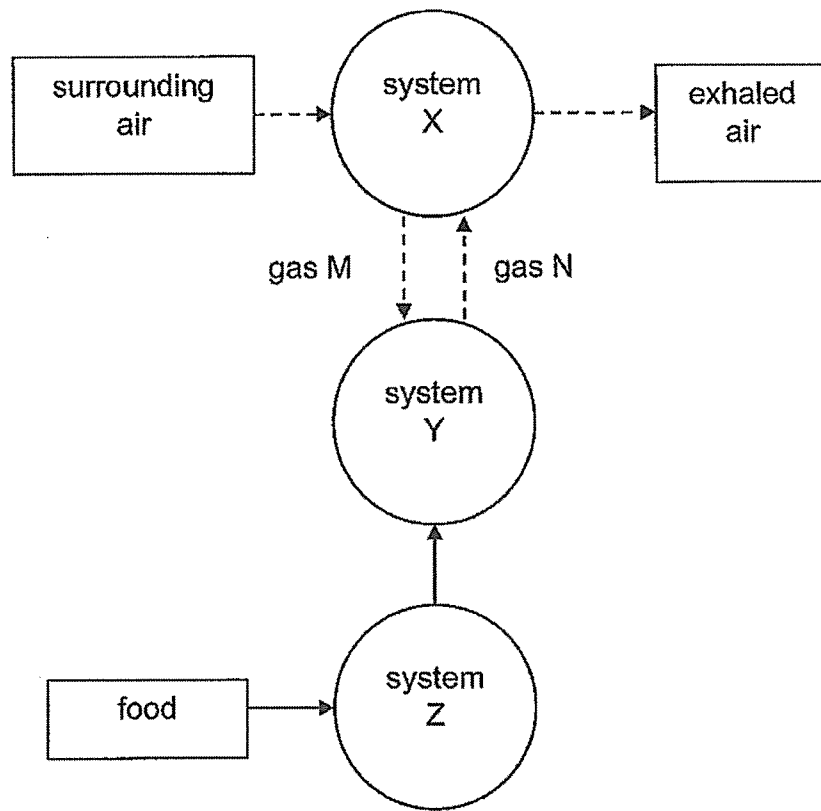 surrounding
air
system
X
exhaled
air
gas M
gas N
system
Y
system
Z
food